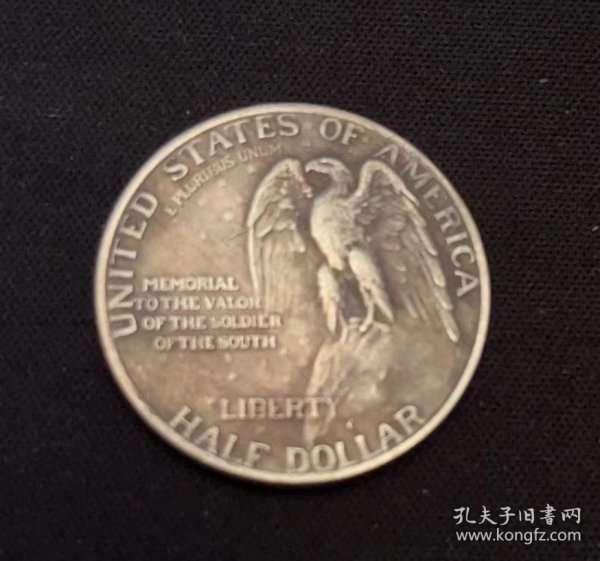 UNITED STATES OF AMERICA
E·PLURIBUS·UNUM
MEMORIAL
TO THE VALOR
OF THE SOLDIER
OF THE SOUTH
LIBERTY
HALF DOLLAR
孔夫子旧书网
www.kongfz.com